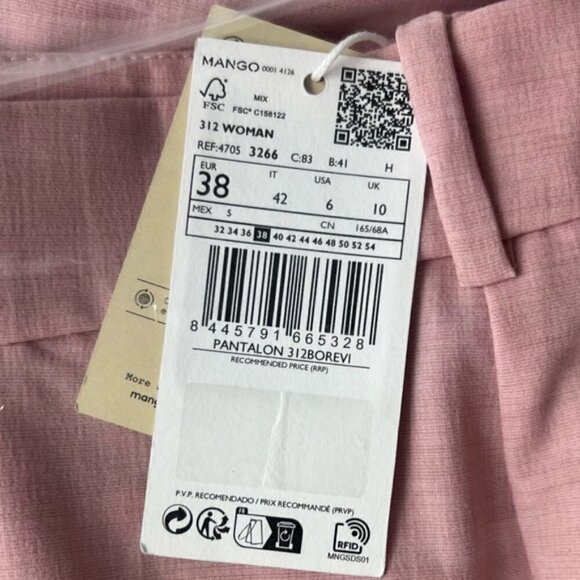 MANGO 0001 4126
FSC
MIX
FSC® C158122
312 WOMAN
REF:4705 3266 C:83 B:41 H
EUR IT USA UK
38 42 6 10
MEX 5 CN 165/68A
32 34 36 38 40 42 44 46 48 50 52 54
8 445791 665328
PANTALON 312BOREVI
RECOMMENDED PRICE (RRP)
P.V.P. RECOMENDADO / PRIX RECOMMANDÉ (PRVP)
FR
RFID
MNGSDS01
More
mang